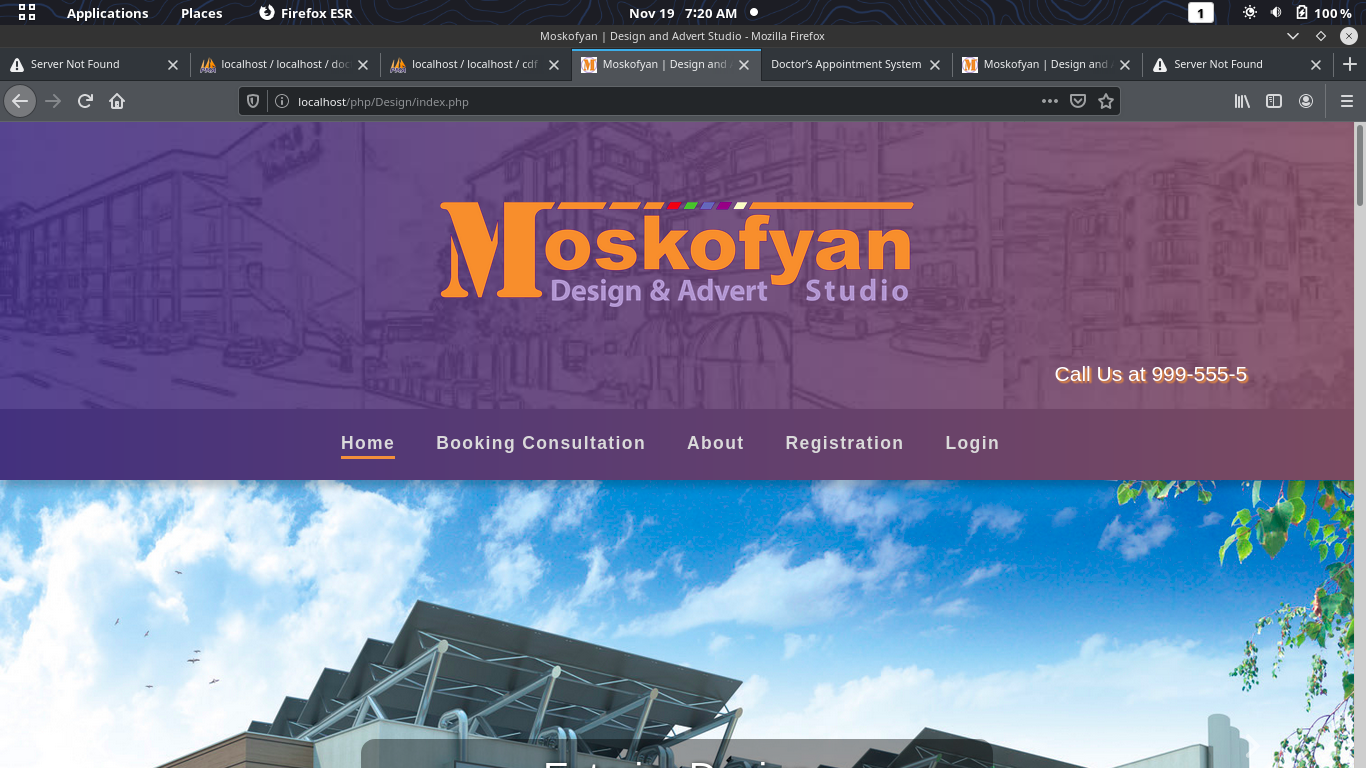 Applications Places Firefox ESR Nov 19 7:20 AM 1 100 %
Moskofyan | Design and Advert Studio - Mozilla Firefox
Server Not Found localhost / localhost / doc localhost / localhost / cdf Moskofyan | Design and Doctor's Appointment System Moskofyan | Design and Server Not Found
localhost/php/Design/index.php
Moskofyan
Design & Advert Studio
Call Us at 999-555-5
Home Booking Consultation About Registration Login